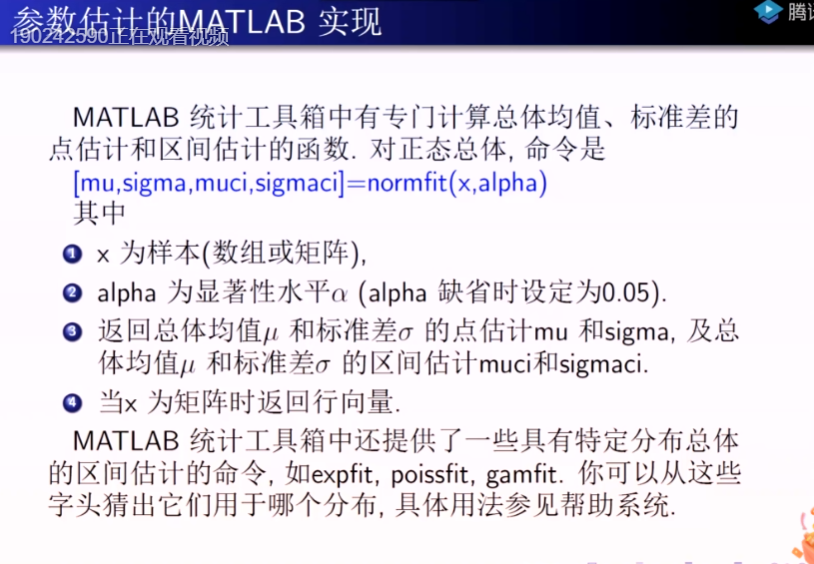 参数估计的MATLAB 实现
190242590正在观看视频
腾讯
MATLAB 统计工具箱中有专门计算总体均值、标准差的
点估计和区间估计的函数. 对正态总体, 命令是
[mu,sigma,muci,sigmaci]=normfit(x,alpha)
其中
1 x 为样本(数组或矩阵),
2 alpha 为显著性水平α (alpha 缺省时设定为0.05).
3 返回总体均值μ 和标准差σ 的点估计mu 和sigma, 及总
体均值μ 和标准差σ 的区间估计muci和sigmaci.
4 当x 为矩阵时返回行向量.
MATLAB 统计工具箱中还提供了一些具有特定分布总体
的区间估计的命令, 如expfit, poissfit, gamfit. 你可以从这些
字头猜出它们用于哪个分布, 具体用法参见帮助系统.